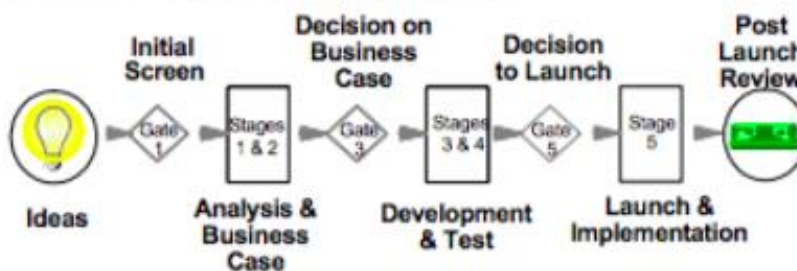 Initial
Screen
Decision on
Business
Case
Decision
to Launch
Post
Launch
Review
Gate
1
Stages
1 & 2
Gate
3
Stages
3 & 4
Gate
5
Stage
5
Ideas
Analysis &
Business
Case
Development
& Test
Launch &
Implementation